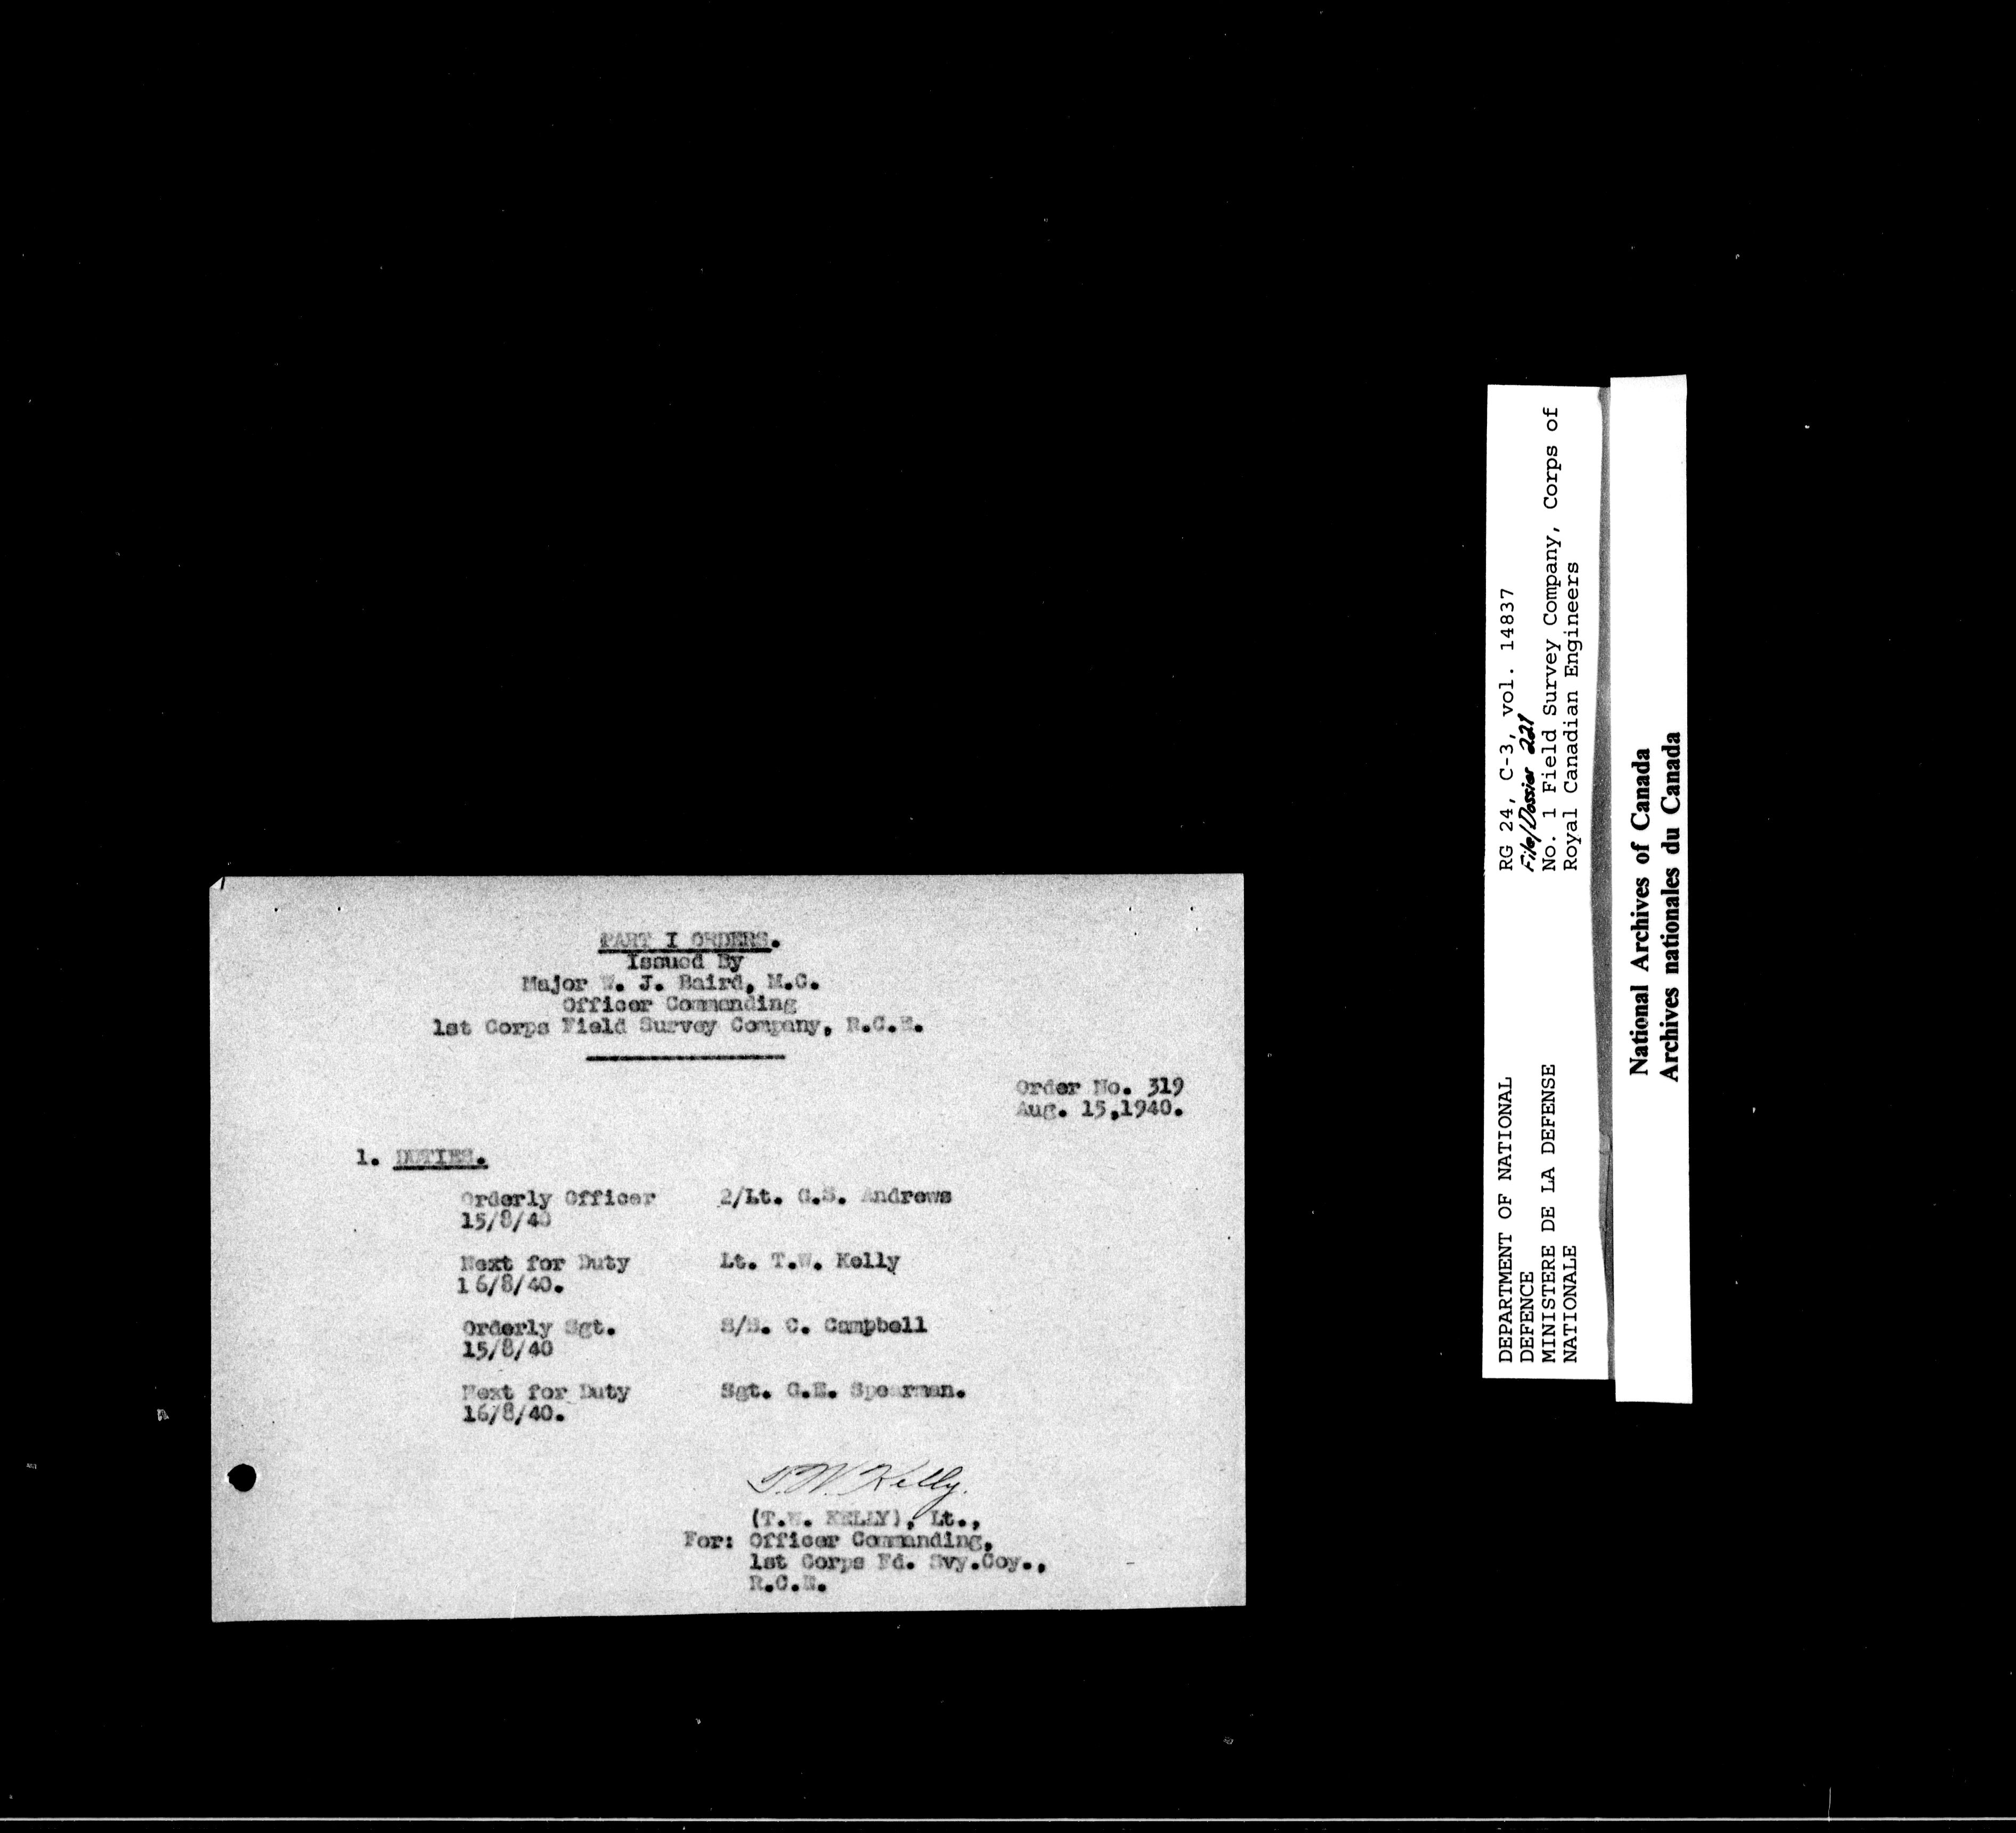 PART I ORDERS.
Issued By
Major W. J. Baird, M.C.
Officer Commanding
1st Corps Field Survey Company, R.C.E.
Order No. 319
Aug. 15,1940.
1. DUTIES.
Orderly Officer 2/Lt. G.S. Andrews
15/8/40
Next for Duty Lt. T.W. Kelly
16/8/40.
Orderly Sgt. S/S. C. Campbell
15/8/40
Next for Duty Sgt. G.E. Spearman.
16/8/40.
T.W. Kelly.
(T.W. KELLY), Lt.,
For: Officer Commanding,
1st Corps Fd. Svy.Coy.,
R.C.E.
DEPARTMENT OF NATIONAL
DEFENCE
MINISTERE DE LA DEFENSE
NATIONALE
RG 24, C-3, vol. 14837
File/Dossier 221
No. 1 Field Survey Company, Corps of
Royal Canadian Engineers
National Archives of Canada
Archives nationales du Canada